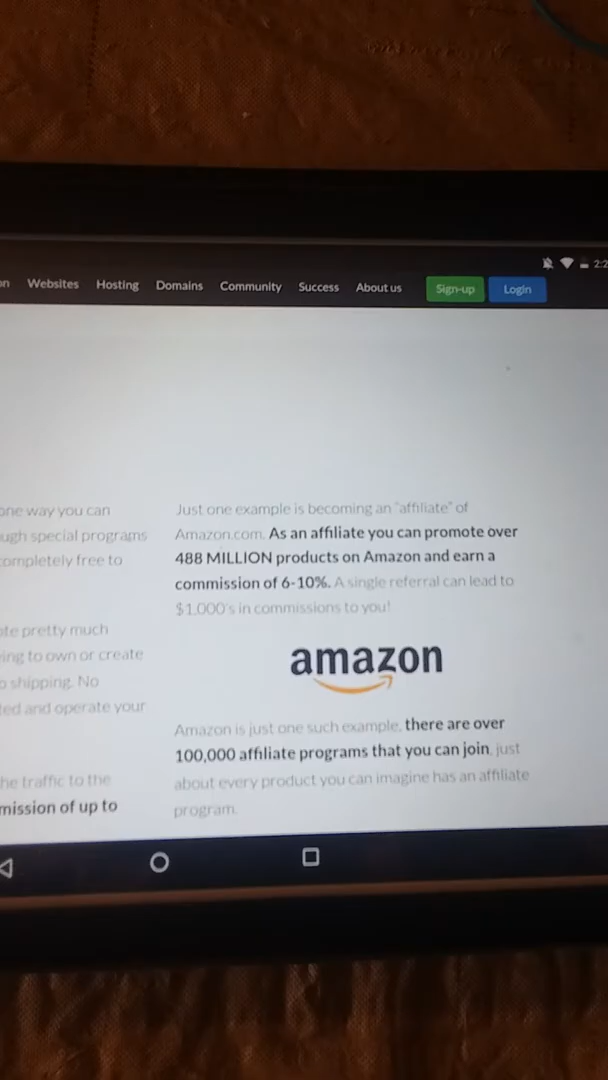 2:2
on Websites Hosting Domains Community Success About us Sign-up Login
one way you can
ugh special programs
completely free to
ote pretty much
ing to own or create
o shipping. No
ted and operate your
he traffic to the
mission of up to
Just one example is becoming an "affiliate" of
Amazon.com. As an affiliate you can promote over
488 MILLION products on Amazon and earn a
commission of 6-10%. A single referral can lead to
$1,000's in commissions to you!
amazon
Amazon is just one such example, there are over
100,000 affiliate programs that you can join, just
about every product you can imagine has an affiliate
program.